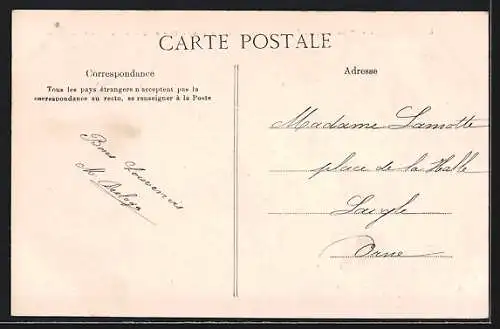 CARTE POSTALE
Correspondance
Tous les pays étrangers n'acceptent pas la
correspondance au recto, se renseigner à la Poste
Bons Souvenirs
M.
Adresse
Madame Lamotte
place de la Halle
Laigle
Orne